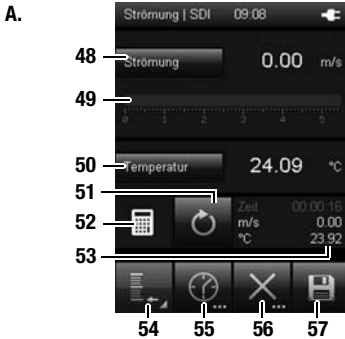 A.
Strömung | SDI 09:08
48
Strömung 0.00 m/s
49
0 1 2 3 4 5
50
Temperatur 24.09 °C
51
52
Zeit 00:00:16
m/s 0.00
°C 23.92
53
54 55 56 57